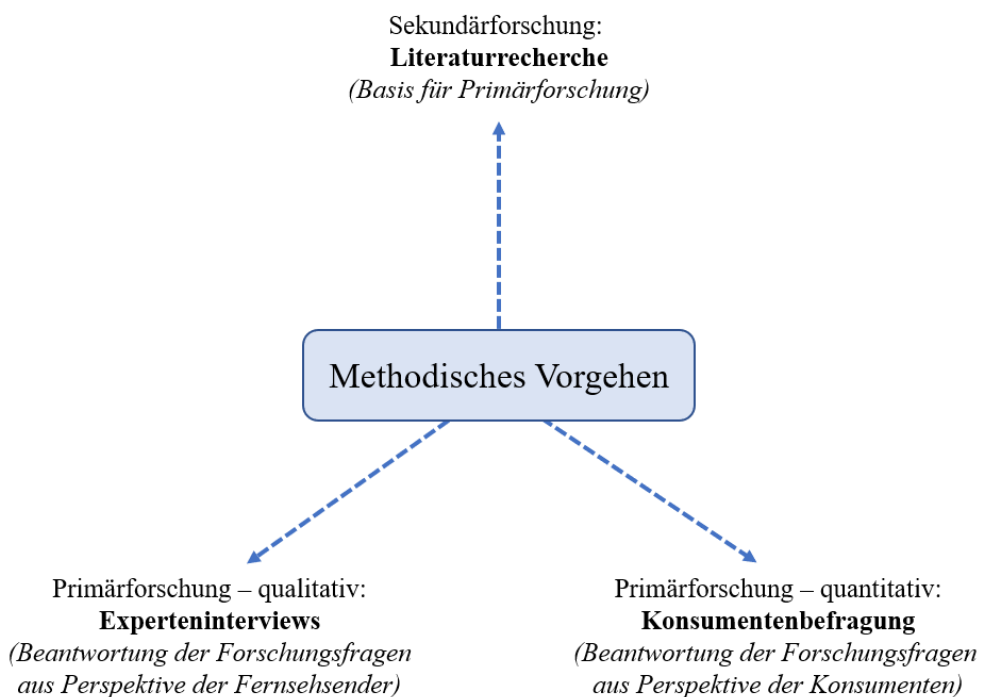 Sekundärforschung:
Literaturrecherche
(Basis für Primärforschung)
Methodisches Vorgehen
Primärforschung – qualitativ:
Experteninterviews
(Beantwortung der Forschungsfragen
aus Perspektive der Fernsehsender)
Primärforschung – quantitativ:
Konsumentenbefragung
(Beantwortung der Forschungsfragen
aus Perspektive der Konsumenten)